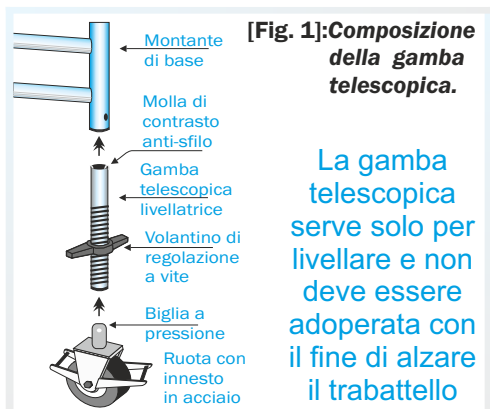 [Fig. 1]:Composizione
della gamba
telescopica.
Montante
di base
Molla di
contrasto
anti-sfilo
Gamba
telescopica
livellatrice
Volantino di
regolazione
a vite
Biglia a
pressione
Ruota con
innesto
in acciaio
La gamba
telescopica
serve solo per
livellare e non
deve essere
adoperata con
il fine di alzare
il trabattello